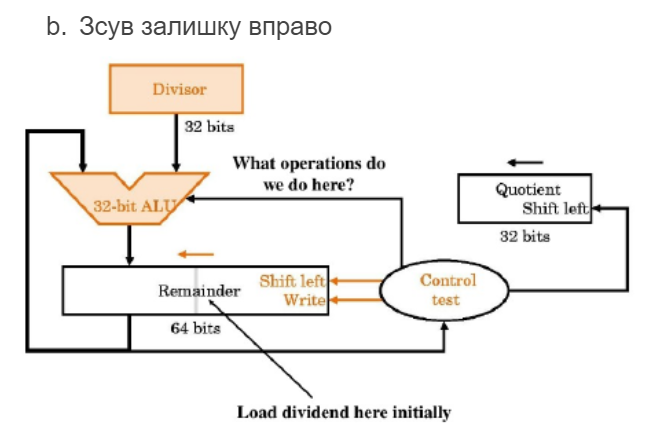 b. Зсув залишку вправо
Divisor
32 bits
What operations do
we do here?
32-bit ALU
Quotient
Shift left
32 bits
Remainder
Shift left
Write
Control
test
64 bits
Load dividend here initially